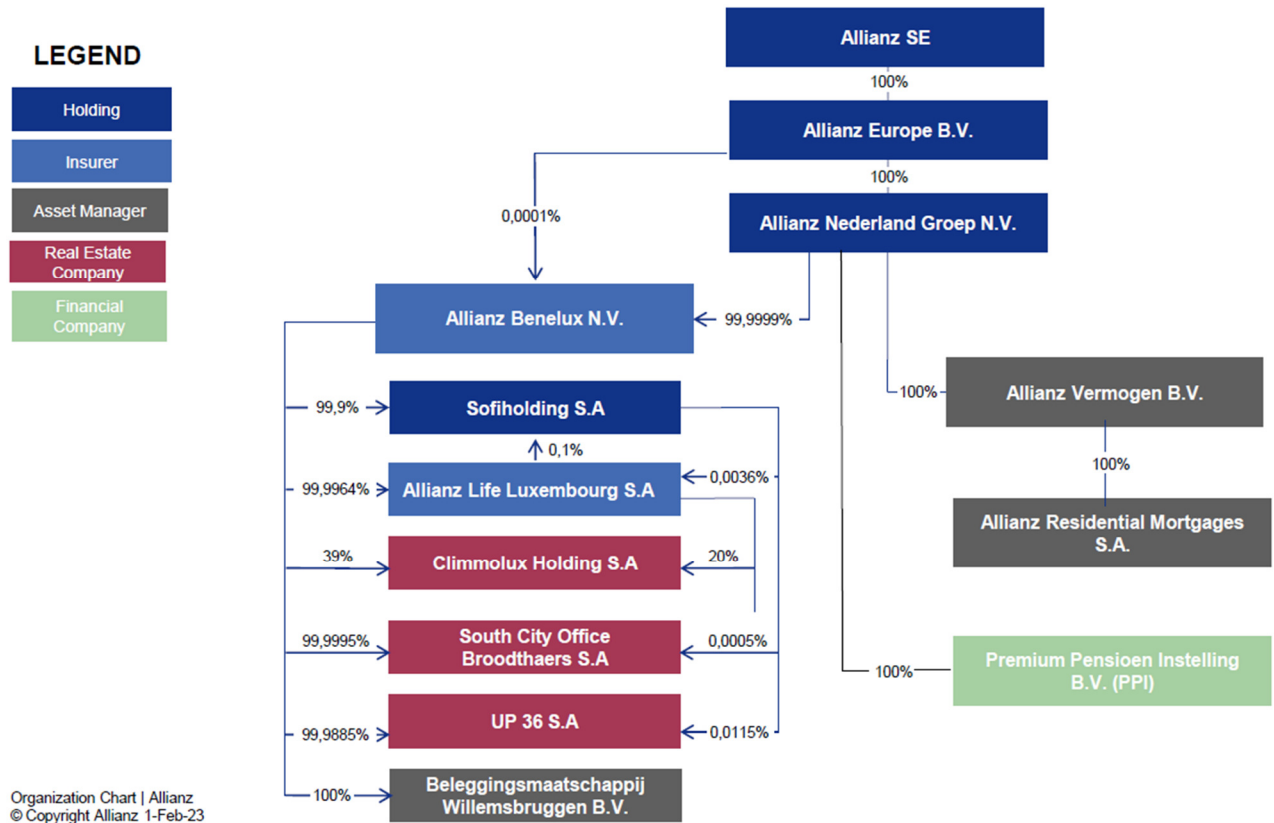 LEGEND
Holding
Insurer
Asset Manager
Real Estate
Company
Financial
Company
Allianz SE
100%
Allianz Europe B.V.
100%
0,0001%
Allianz Nederland Groep N.V.
Allianz Benelux N.V.
99,9999%
99,9%
Sofiholding S.A
100%
Allianz Vermogen B.V.
0,1%
99,9964%
Allianz Life Luxembourg S.A
0,0036%
100%
Allianz Residential Mortgages
S.A.
39%
Climmolux Holding S.A
20%
99,9995%
South City Office
Broodthaers S.A
0,0005%
100%
Premium Pensioen Instelling
B.V. (PPI)
99,9885%
UP 36 S.A
0,0115%
100%
Beleggingsmaatschappij
Willemsbruggen B.V.
Organization Chart | Allianz
© Copyright Allianz 1-Feb-23